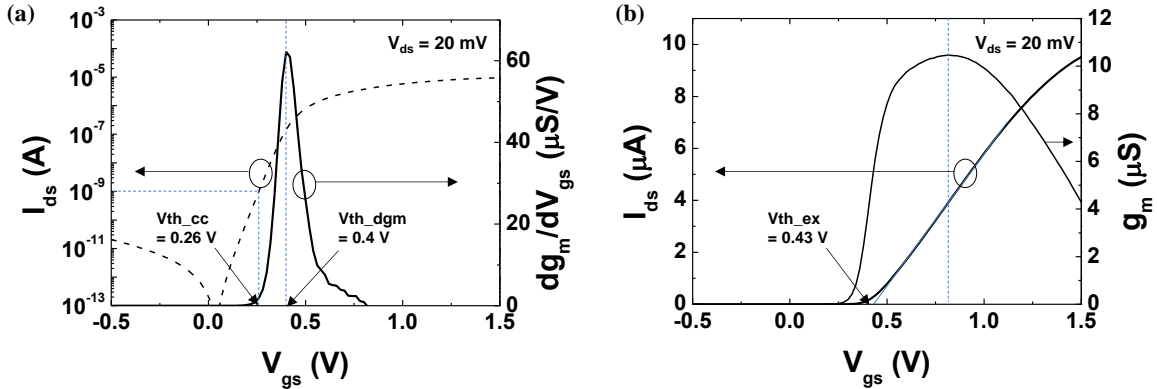 (a)
V_ds = 20 mV
I_ds (A)
10^-3
10^-5
10^-7
10^-9
10^-11
10^-13
dg_m/dV_gs (μS/V)
60
40
20
0
Vth_cc
= 0.26 V
Vth_dgm
= 0.4 V
-0.5 0.0 0.5 1.0 1.5
V_gs (V)
(b)
V_ds = 20 mV
I_ds (μA)
10
8
6
4
2
0
g_m (μS)
12
10
8
6
4
2
0
Vth_ex
= 0.43 V
-0.5 0.0 0.5 1.0 1.5
V_gs (V)